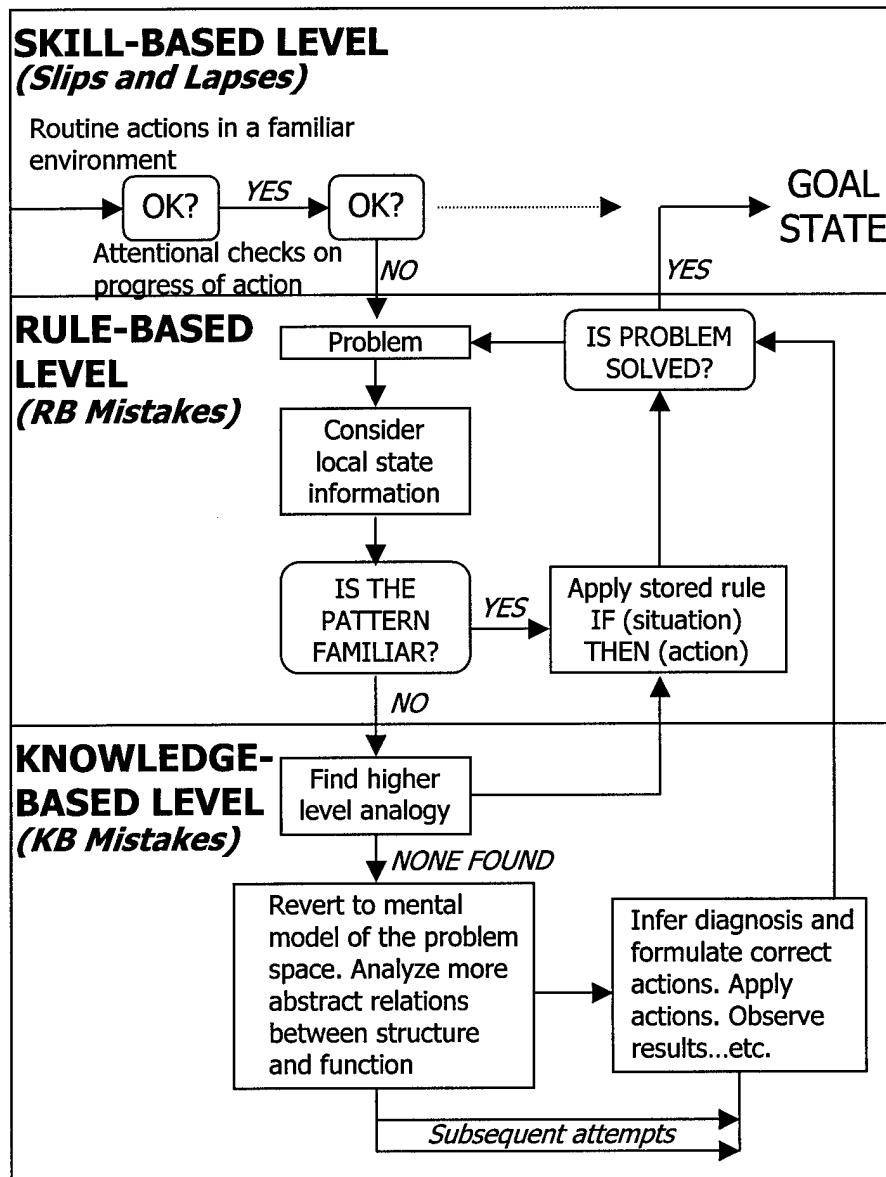 SKILL-BASED LEVEL
(Slips and Lapses)
Routine actions in a familiar
environment
OK?
YES
OK?
GOAL
STATE
Attentional checks on
progress of action
NO
YES
RULE-BASED
LEVEL
(RB Mistakes)
Problem
IS PROBLEM
SOLVED?
Consider
local state
information
IS THE
PATTERN
FAMILIAR?
YES
Apply stored rule
IF (situation)
THEN (action)
NO
KNOWLEDGE-
BASED LEVEL
(KB Mistakes)
Find higher
level analogy
NONE FOUND
Revert to mental
model of the problem
space. Analyze more
abstract relations
between structure
and function
Infer diagnosis and
formulate correct
actions. Apply
actions. Observe
results...etc.
Subsequent attempts